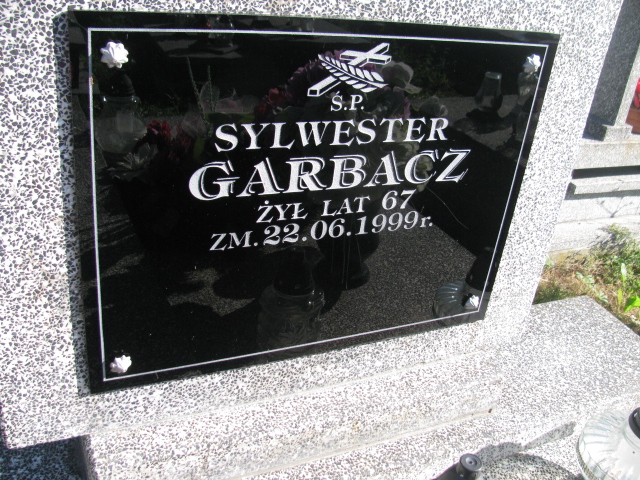 Ś.P.
SYLWESTER
GARBACZ
ŻYŁ LAT 67
ZM. 22.06.1999r.